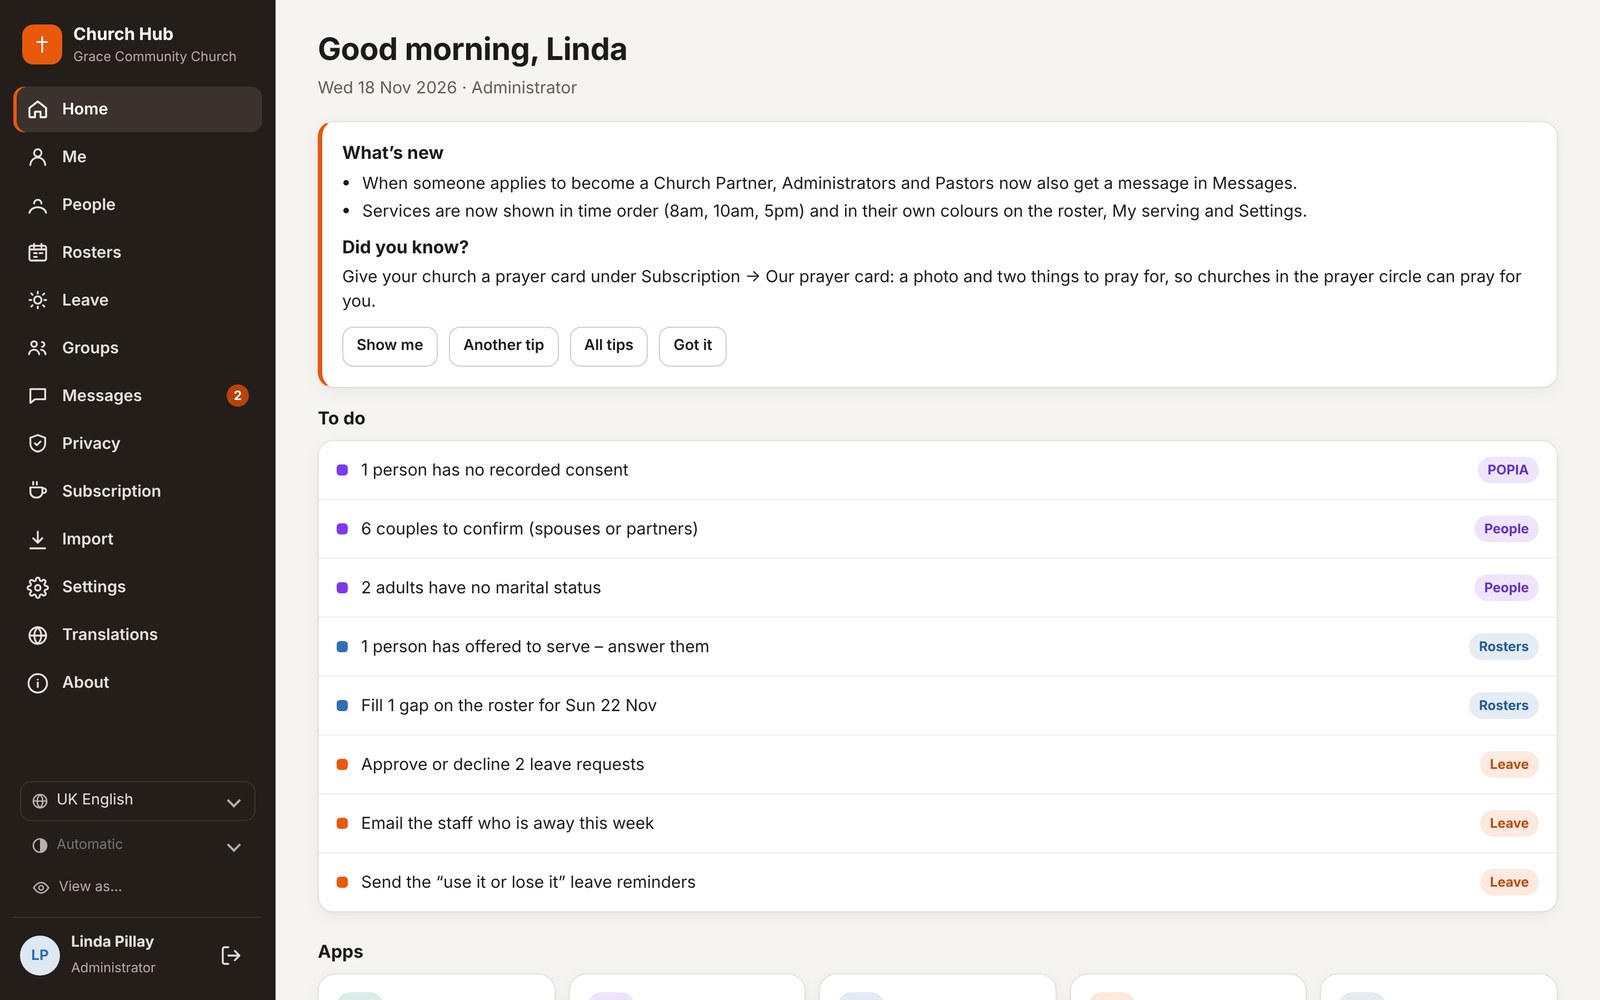 Church Hub
Grace Community Church
Home
Me
People
Rosters
Leave
Groups
Messages 2
Privacy
Subscription
Import
Settings
Translations
About
UK English
Automatic
View as...
LP
Linda Pillay
Administrator
Good morning, Linda
Wed 18 Nov 2026 · Administrator
What’s new
• When someone applies to become a Church Partner, Administrators and Pastors now also get a message in Messages.
• Services are now shown in time order (8am, 10am, 5pm) and in their own colours on the roster, My serving and Settings.
Did you know?
Give your church a prayer card under Subscription → Our prayer card: a photo and two things to pray for, so churches in the prayer circle can pray for
you.
Show me Another tip All tips Got it
To do
1 person has no recorded consent POPIA
6 couples to confirm (spouses or partners) People
2 adults have no marital status People
1 person has offered to serve – answer them Rosters
Fill 1 gap on the roster for Sun 22 Nov Rosters
Approve or decline 2 leave requests Leave
Email the staff who is away this week Leave
Send the “use it or lose it” leave reminders Leave
Apps